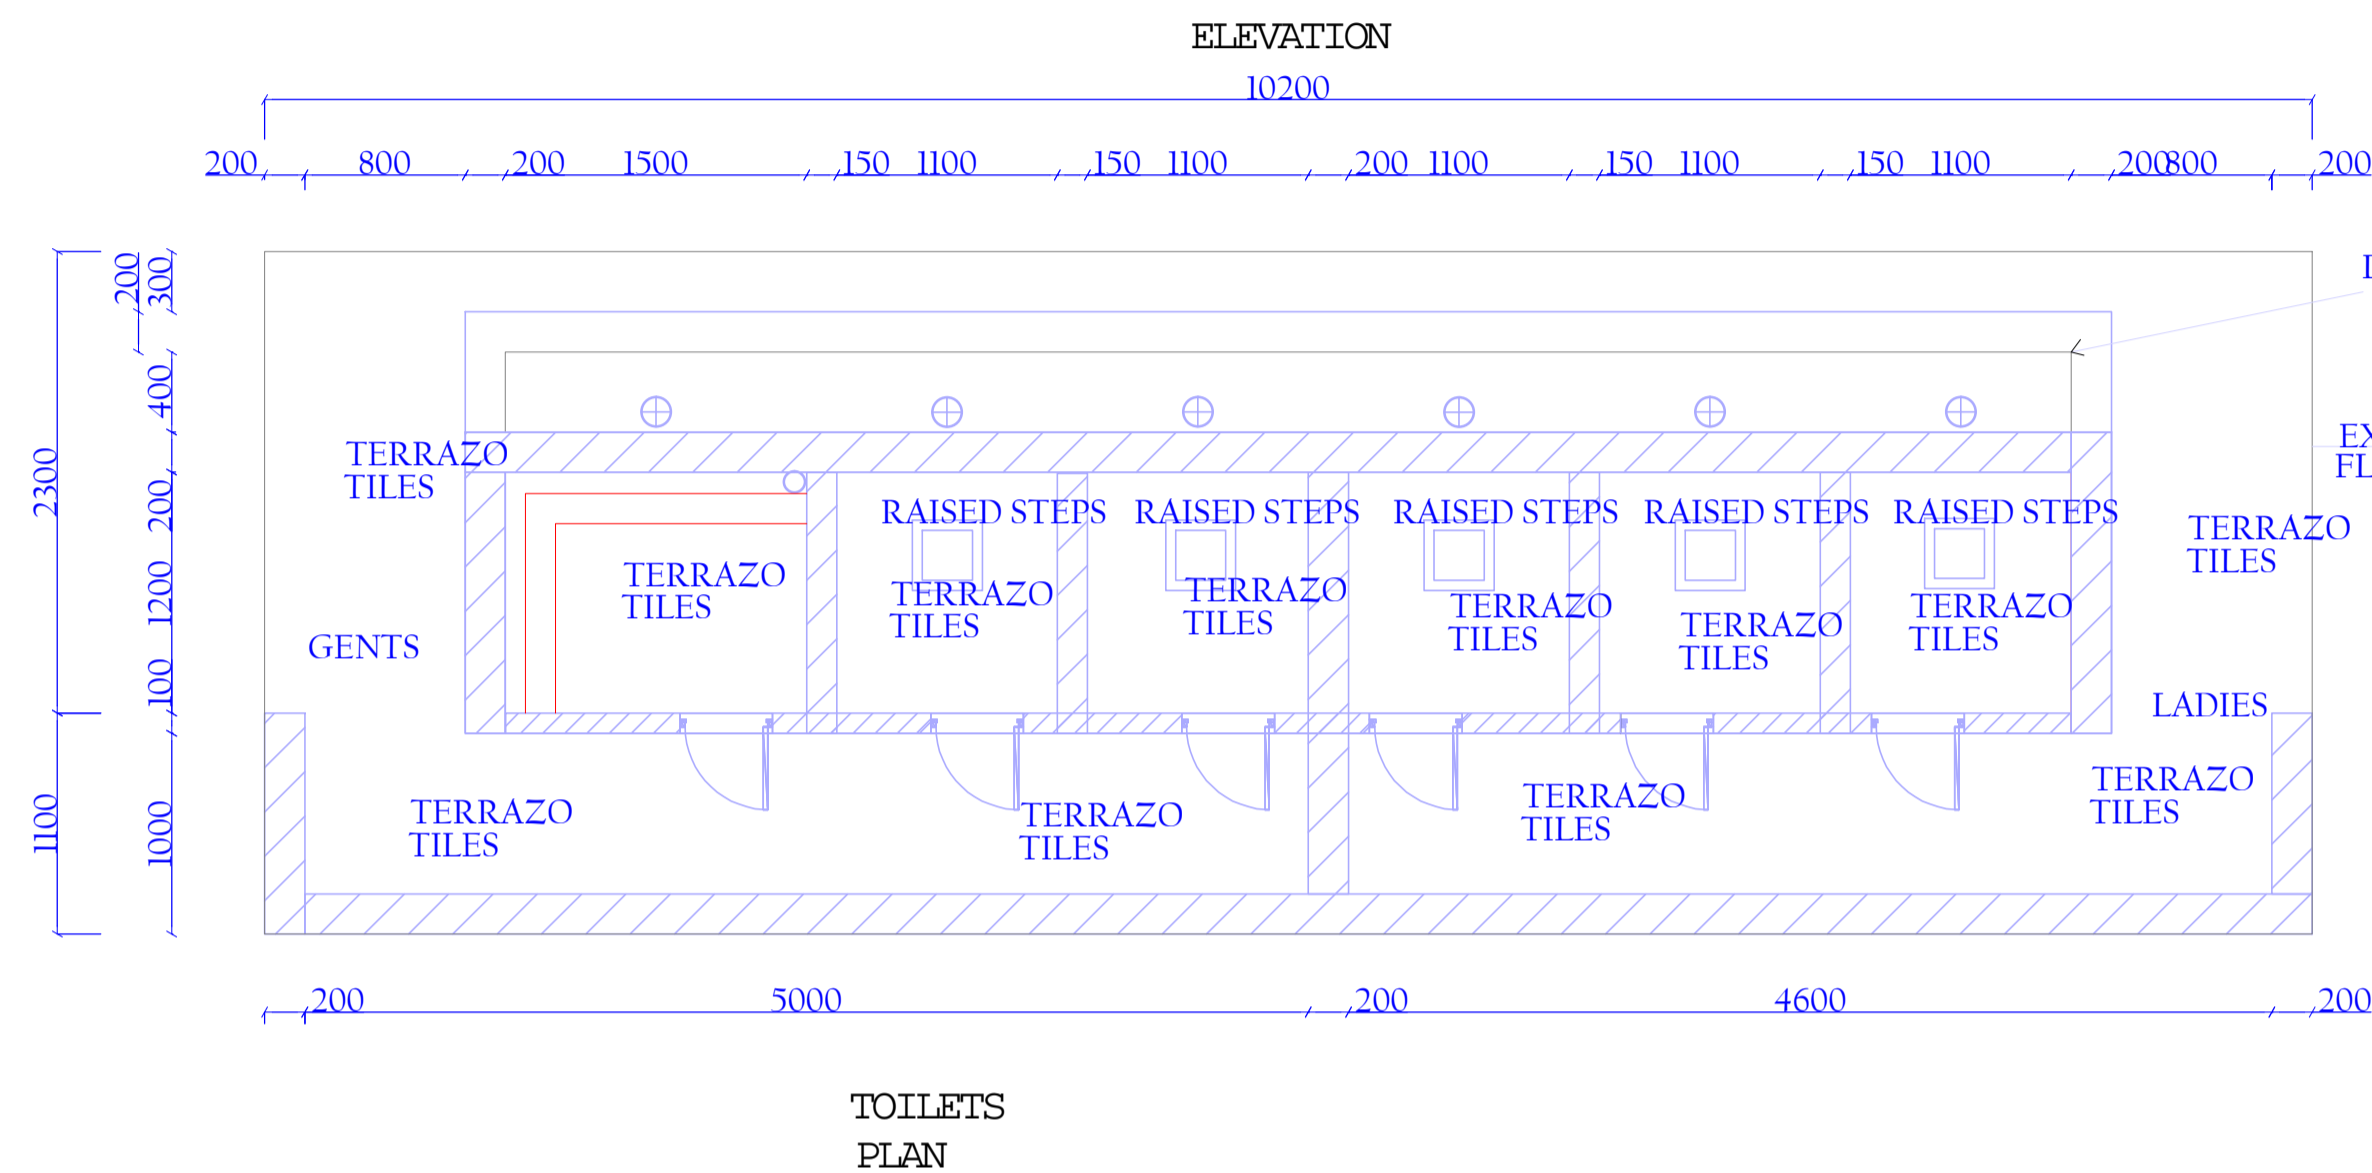 ELEVATION
10200
200 800 200 1500 150 1100 150 1100 200 1100 150 1100 150 1100 200 800 200
200
300
400
2300
200
1200
100
1100
1000
TERRAZO
TILES
RAISED STEPS RAISED STEPS RAISED STEPS RAISED STEPS RAISED STEPS
TERRAZO
TILES
TERRAZO
TILES
TERRAZO
TILES
TERRAZO
TILES
TERRAZO
TILES
TERRAZO
TILES
TERRAZO
TILES
GENTS
LADIES
TERRAZO
TILES
TERRAZO
TILES
TERRAZO
TILES
TERRAZO
TILES
200 5000 200 4600 200
TOILETS
PLAN